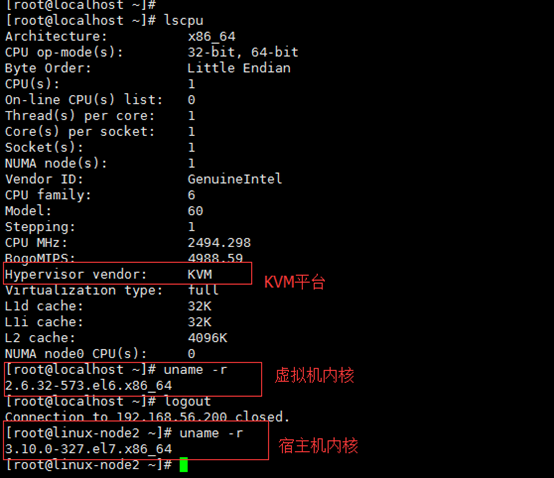 [root@localhost ~]#
[root@localhost ~]# lscpu
Architecture:          x86_64
CPU op-mode(s):        32-bit, 64-bit
Byte Order:            Little Endian
CPU(s):                1
On-line CPU(s) list:   0
Thread(s) per core:    1
Core(s) per socket:    1
Socket(s):             1
NUMA node(s):          1
Vendor ID:             GenuineIntel
CPU family:            6
Model:                 60
Stepping:              1
CPU MHz:               2494.298
BogoMIPS:              4988.59
Hypervisor vendor:     KVM
KVM平台
Virtualization type:   full
L1d cache:             32K
L1i cache:             32K
L2 cache:              4096K
NUMA node0 CPU(s):     0
[root@localhost ~]# uname -r
虚拟机内核
2.6.32-573.el6.x86_64
[root@localhost ~]# logout
Connection to 192.168.56.200 closed.
[root@linux-node2 ~]# uname -r
宿主机内核
3.10.0-327.el7.x86_64
[root@linux-node2 ~]#